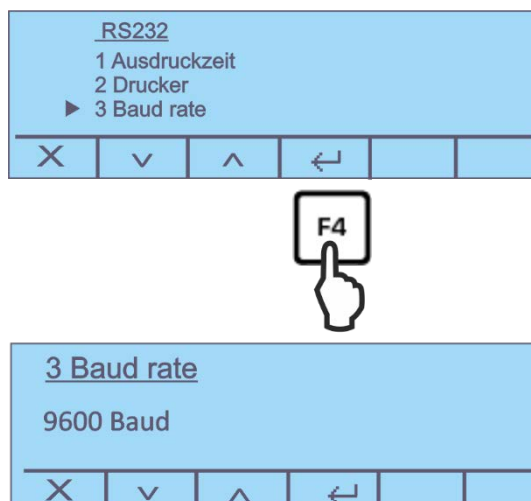 RS232
1 Ausdruckzeit
2 Drucker
3 Baud rate
F4
3 Baud rate
9600 Baud